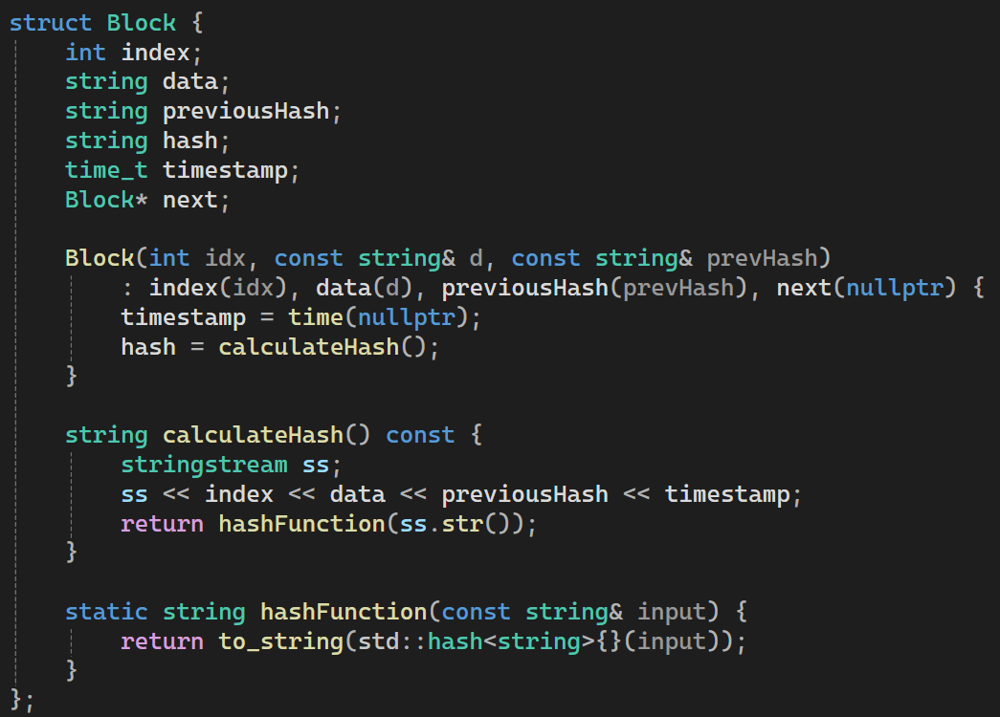 struct Block {
    int index;
    string data;
    string previousHash;
    string hash;
    time_t timestamp;
    Block* next;

    Block(int idx, const string& d, const string& prevHash)
        : index(idx), data(d), previousHash(prevHash), next(nullptr) {
        timestamp = time(nullptr);
        hash = calculateHash();
    }

    string calculateHash() const {
        stringstream ss;
        ss << index << data << previousHash << timestamp;
        return hashFunction(ss.str());
    }

    static string hashFunction(const string& input) {
        return to_string(std::hash<string>{}(input));
    }
};